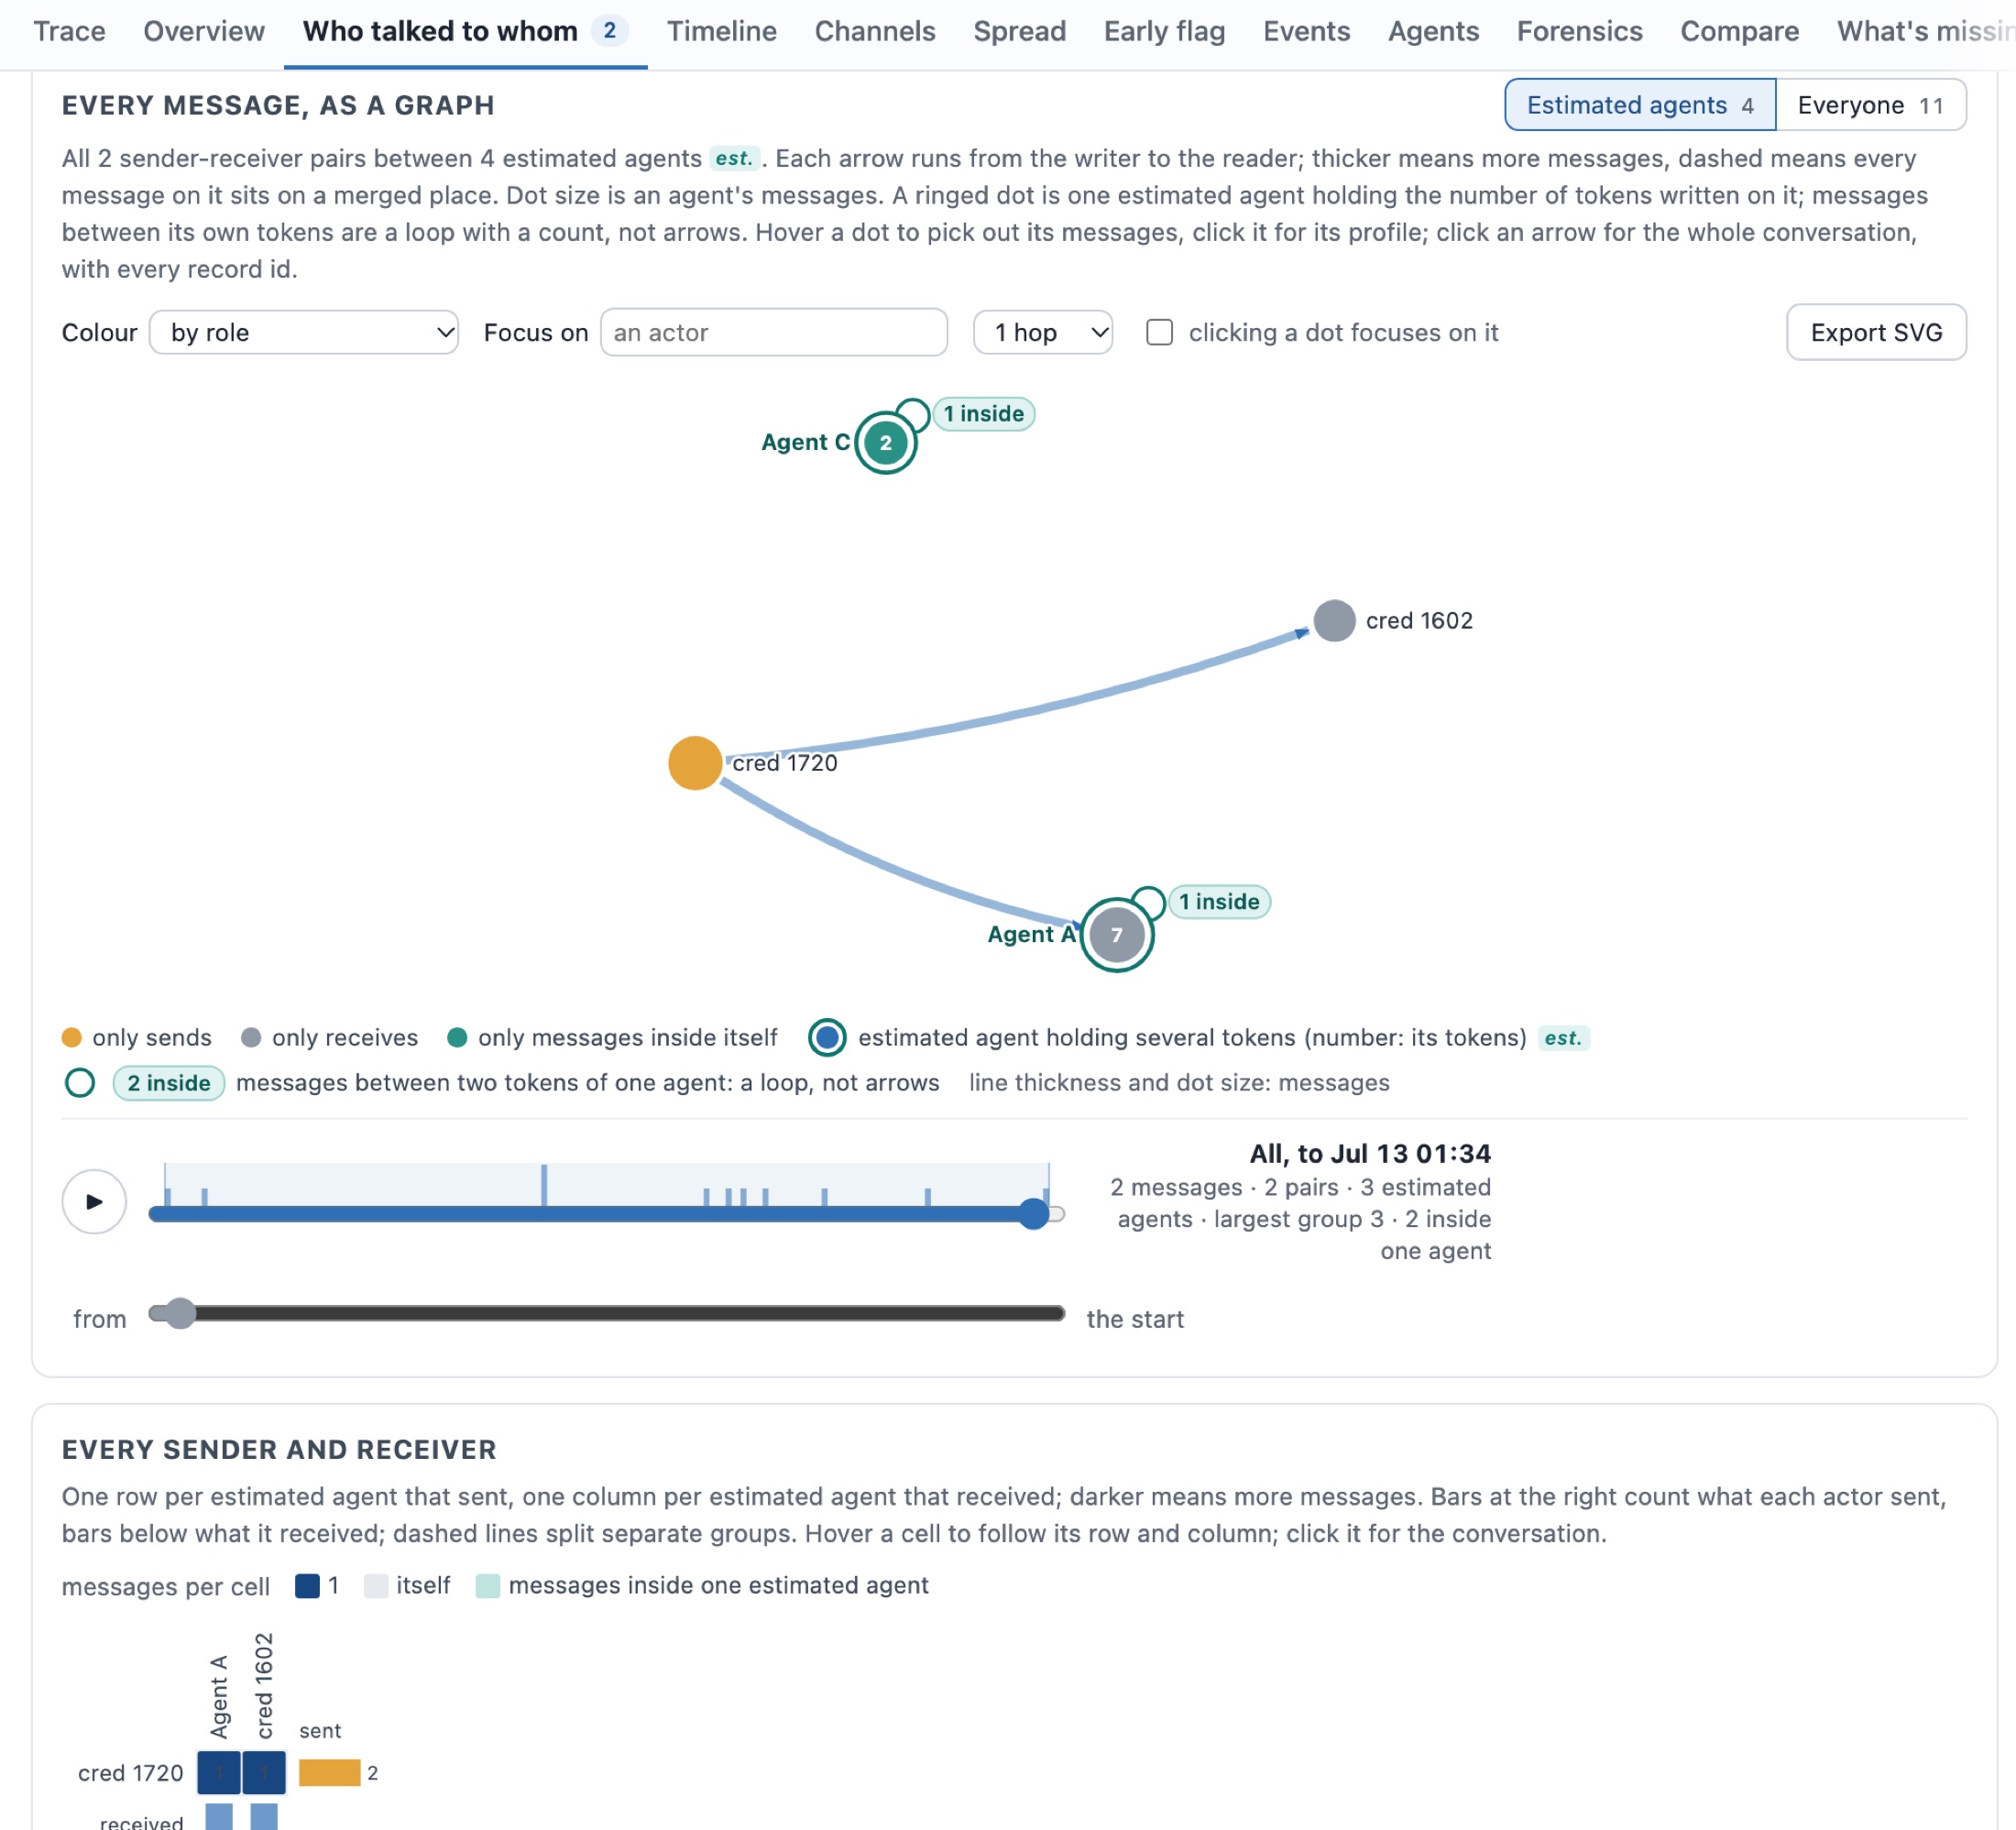 Trace Overview Who talked to whom 2 Timeline Channels Spread Early flag Events Agents Forensics Compare What's missin
EVERY MESSAGE, AS A GRAPH
Estimated agents 4 Everyone 11
All 2 sender-receiver pairs between 4 estimated agents est. . Each arrow runs from the writer to the reader; thicker means more messages, dashed means every
message on it sits on a merged place. Dot size is an agent's messages. A ringed dot is one estimated agent holding the number of tokens written on it; messages
between its own tokens are a loop with a count, not arrows. Hover a dot to pick out its messages, click it for its profile; click an arrow for the whole conversation,
with every record id.
Colour by role Focus on an actor 1 hop clicking a dot focuses on it Export SVG
1 inside
Agent C 2
cred 1602
cred 1720
1 inside
Agent A 7
only sends only receives only messages inside itself estimated agent holding several tokens (number: its tokens) est.
2 inside messages between two tokens of one agent: a loop, not arrows line thickness and dot size: messages
All, to Jul 13 01:34
2 messages · 2 pairs · 3 estimated
agents · largest group 3 · 2 inside
one agent
from the start
EVERY SENDER AND RECEIVER
One row per estimated agent that sent, one column per estimated agent that received; darker means more messages. Bars at the right count what each actor sent,
bars below what it received; dashed lines split separate groups. Hover a cell to follow its row and column; click it for the conversation.
messages per cell 1 itself messages inside one estimated agent
Agent A
cred 1602
sent
cred 1720 1 1 2
received